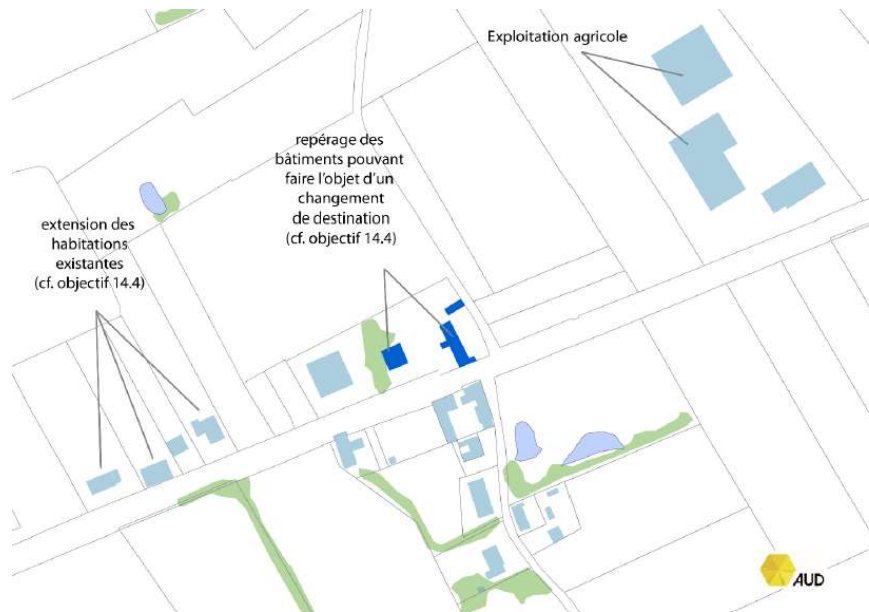 Exploitation agricole
repérage des
bâtiments pouvant
faire l'objet d'un
changement
de destination
(cf. objectif 14.4)
extension des
habitations
existantes
(cf. objectif 14.4)
AUD